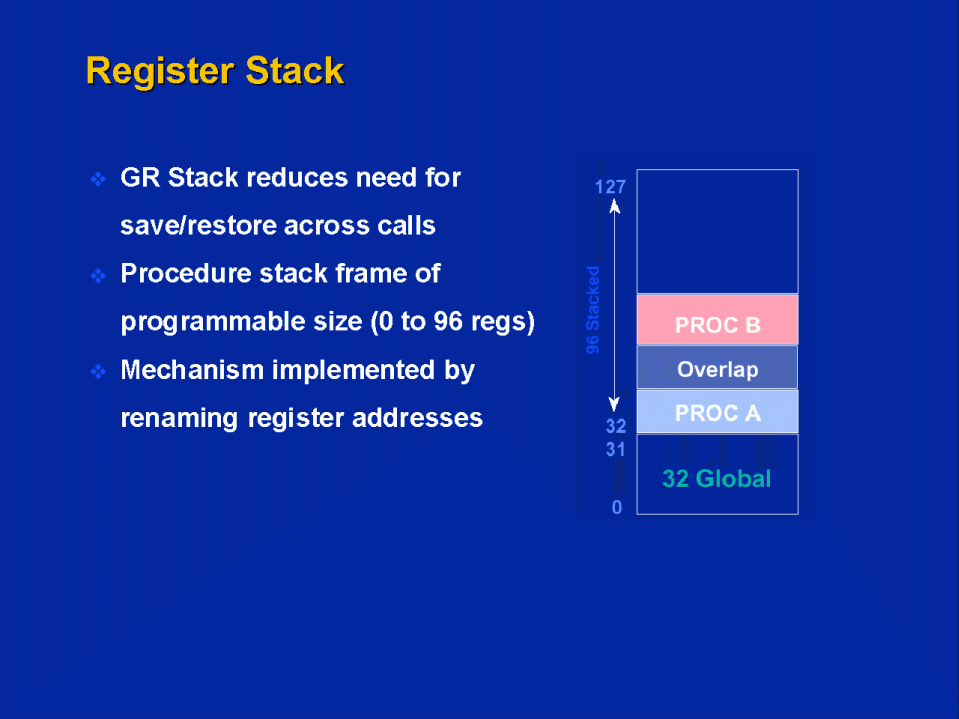 Register Stack
GR Stack reduces need for
save/restore across calls
Procedure stack frame of
programmable size (0 to 96 regs)
Mechanism implemented by
renaming register addresses
127
96 Stacked
32
31
0
PROC B
Overlap
PROC A
32 Global